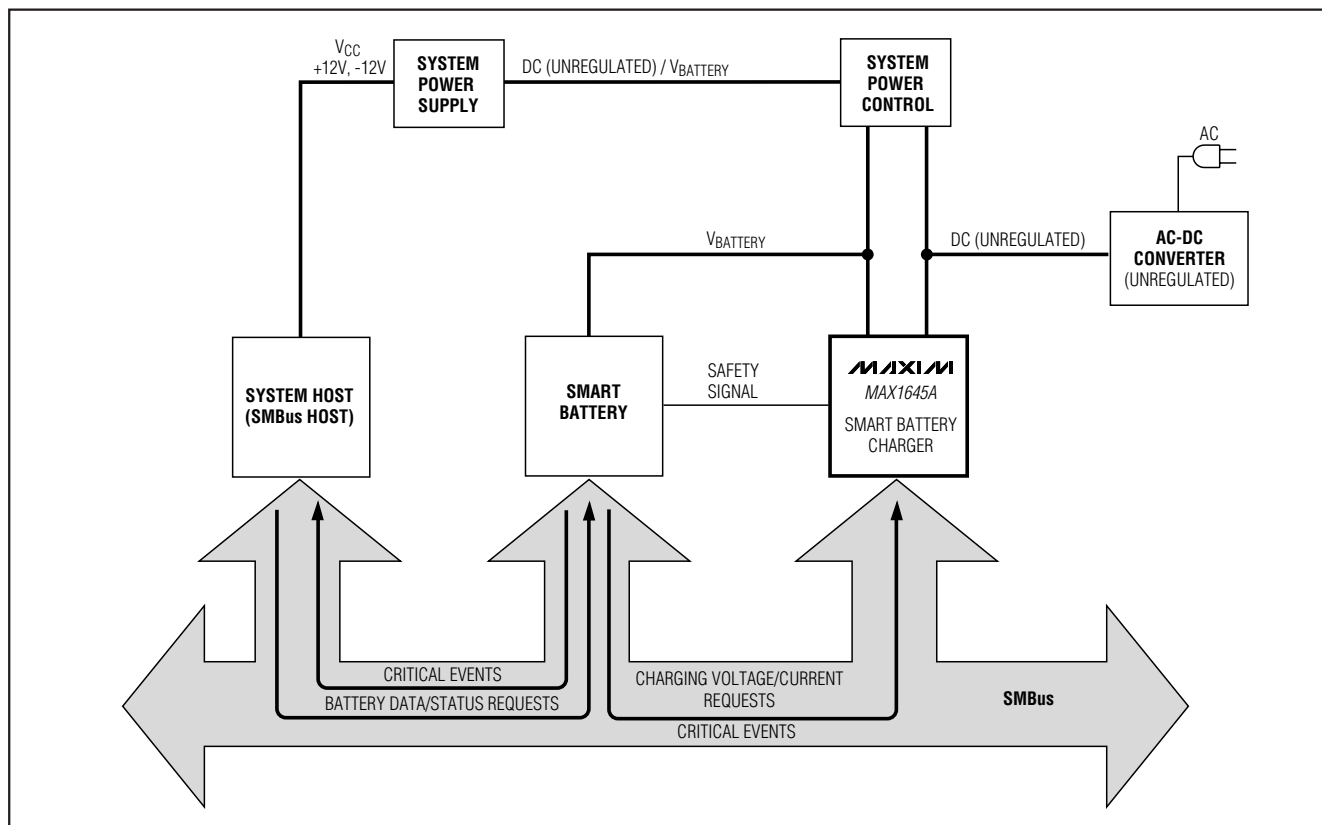 VCC
+12V, -12V
SYSTEM
POWER
SUPPLY
DC (UNREGULATED) / VBATTERY
SYSTEM
POWER
CONTROL
AC
VBATTERY
DC (UNREGULATED)
AC-DC
CONVERTER
(UNREGULATED)
SYSTEM HOST
(SMBus HOST)
SMART
BATTERY
SAFETY
SIGNAL
MAXIM
MAX1645A
SMART BATTERY
CHARGER
CRITICAL EVENTS
BATTERY DATA/STATUS REQUESTS
CHARGING VOLTAGE/CURRENT
REQUESTS
CRITICAL EVENTS
SMBus